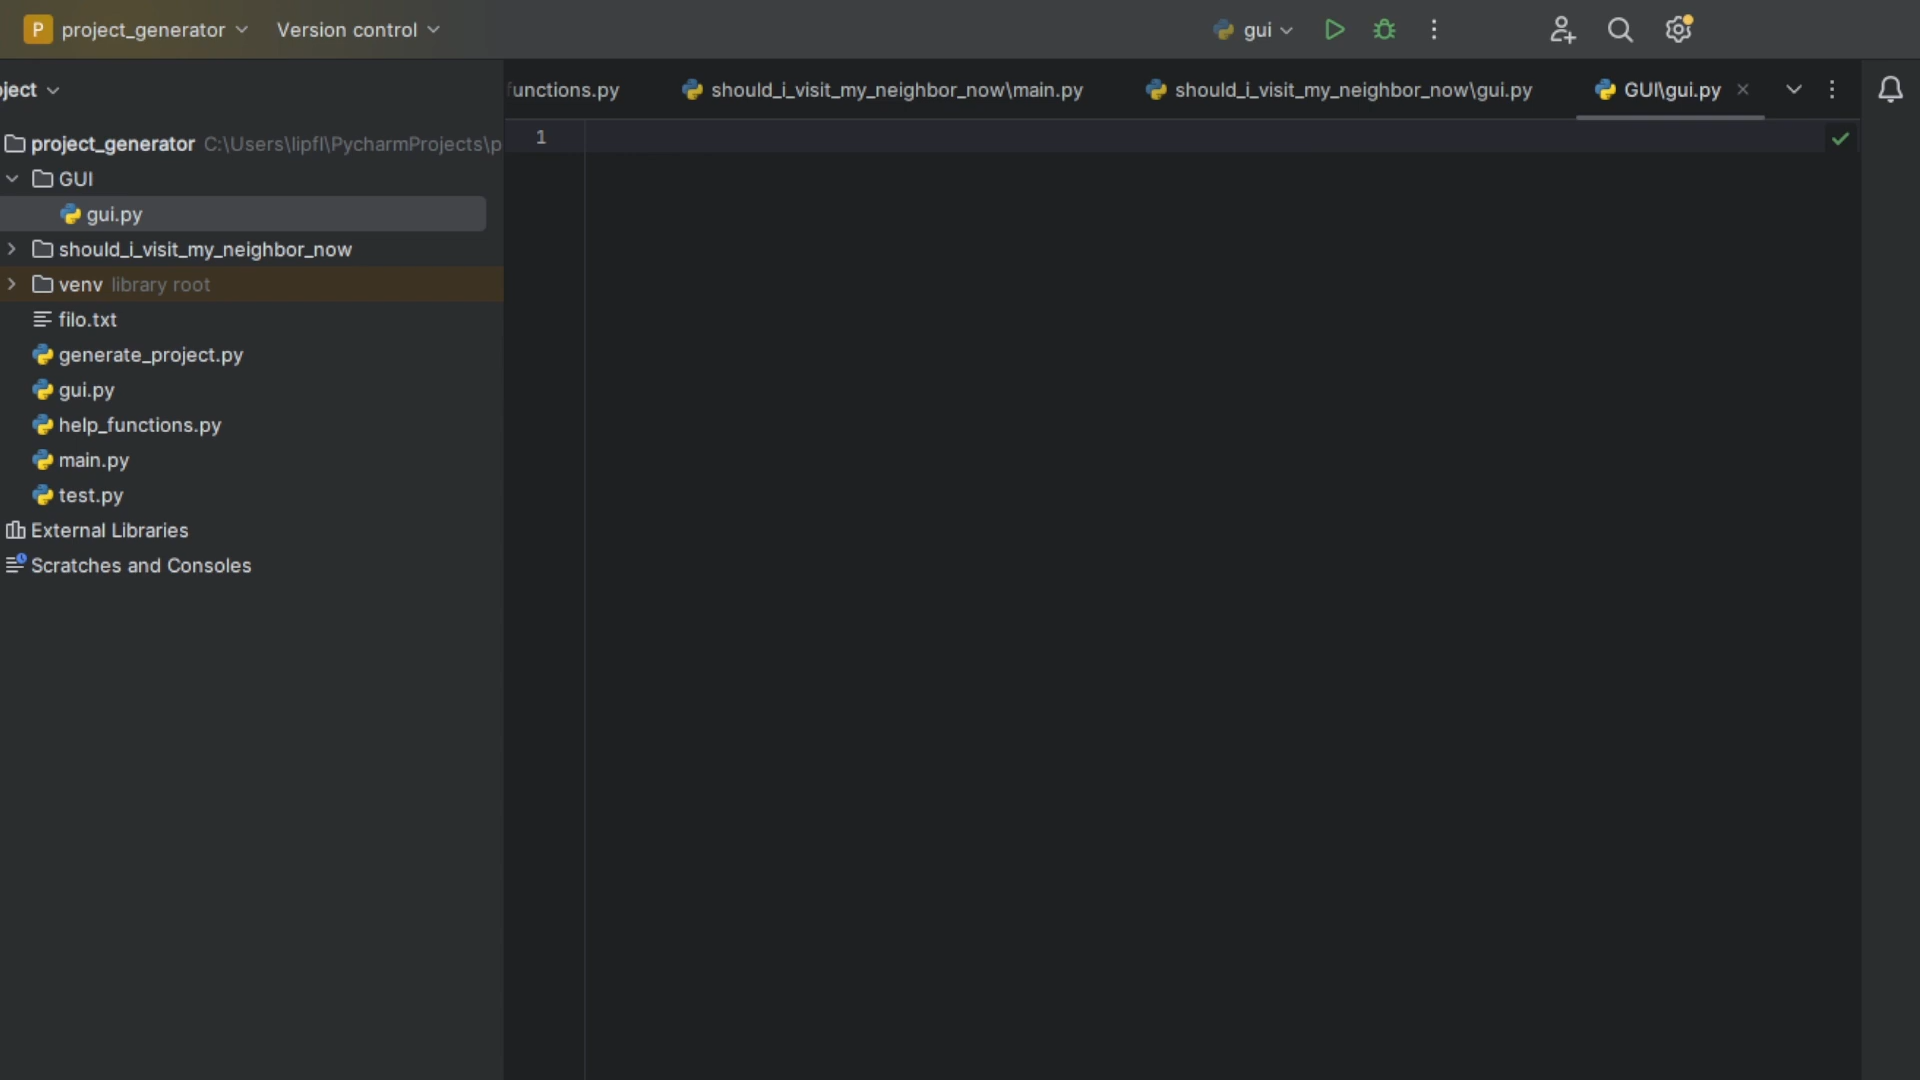 P project_generator Version control gui
ject
unctions.py should_i_visit_my_neighbor_now\main.py should_i_visit_my_neighbor_now\gui.py GUI\gui.py
project_generator C:\Users\lipfl\PycharmProjects\p
1
GUI
gui.py
should_i_visit_my_neighbor_now
venv library root
filo.txt
generate_project.py
gui.py
help_functions.py
main.py
test.py
External Libraries
Scratches and Consoles